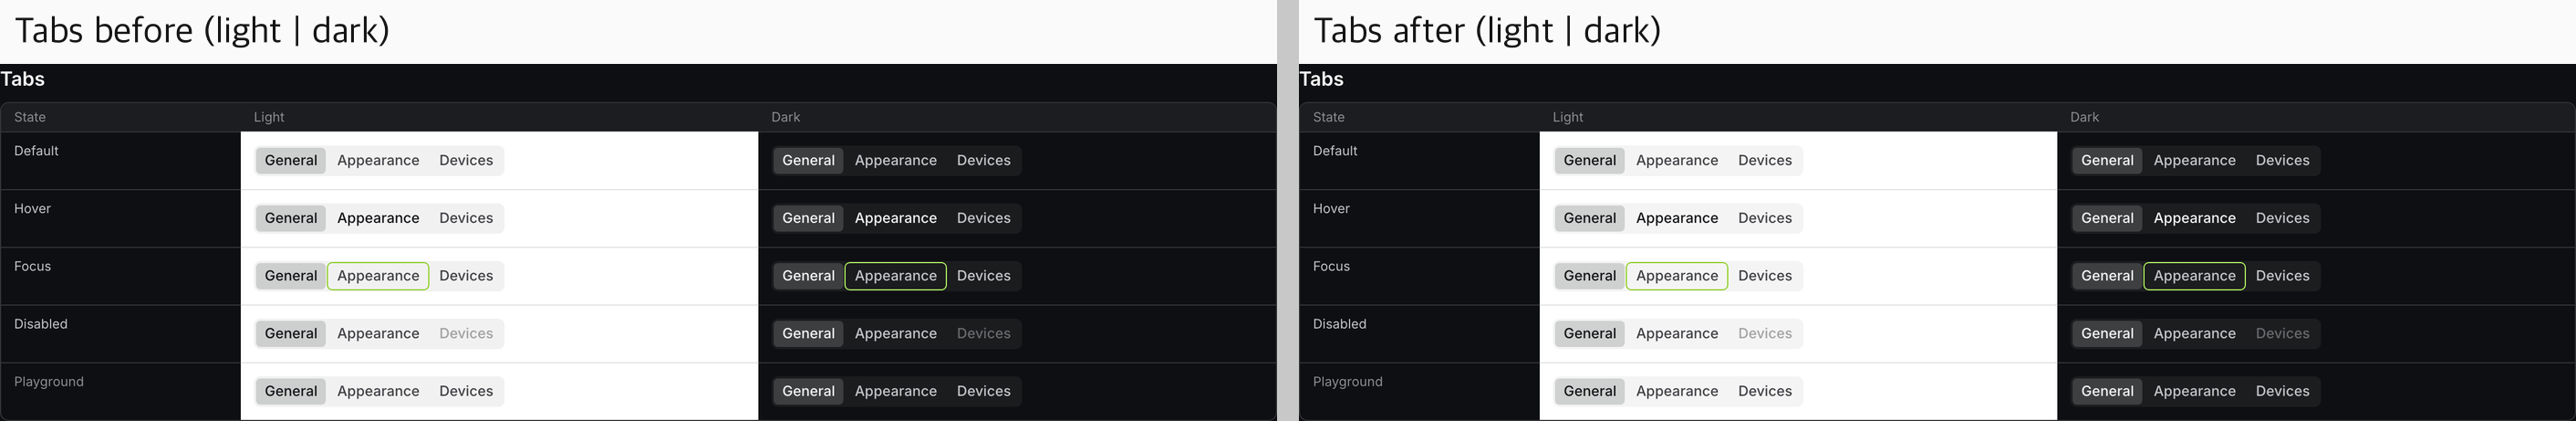 Tabs before (light | dark)
Tabs
State Light Dark
Default General Appearance Devices General Appearance Devices
Hover General Appearance Devices General Appearance Devices
Focus General Appearance Devices General Appearance Devices
Disabled General Appearance Devices General Appearance Devices
Playground General Appearance Devices General Appearance Devices
Tabs after (light | dark)
Tabs
State Light Dark
Default General Appearance Devices General Appearance Devices
Hover General Appearance Devices General Appearance Devices
Focus General Appearance Devices General Appearance Devices
Disabled General Appearance Devices General Appearance Devices
Playground General Appearance Devices General Appearance Devices